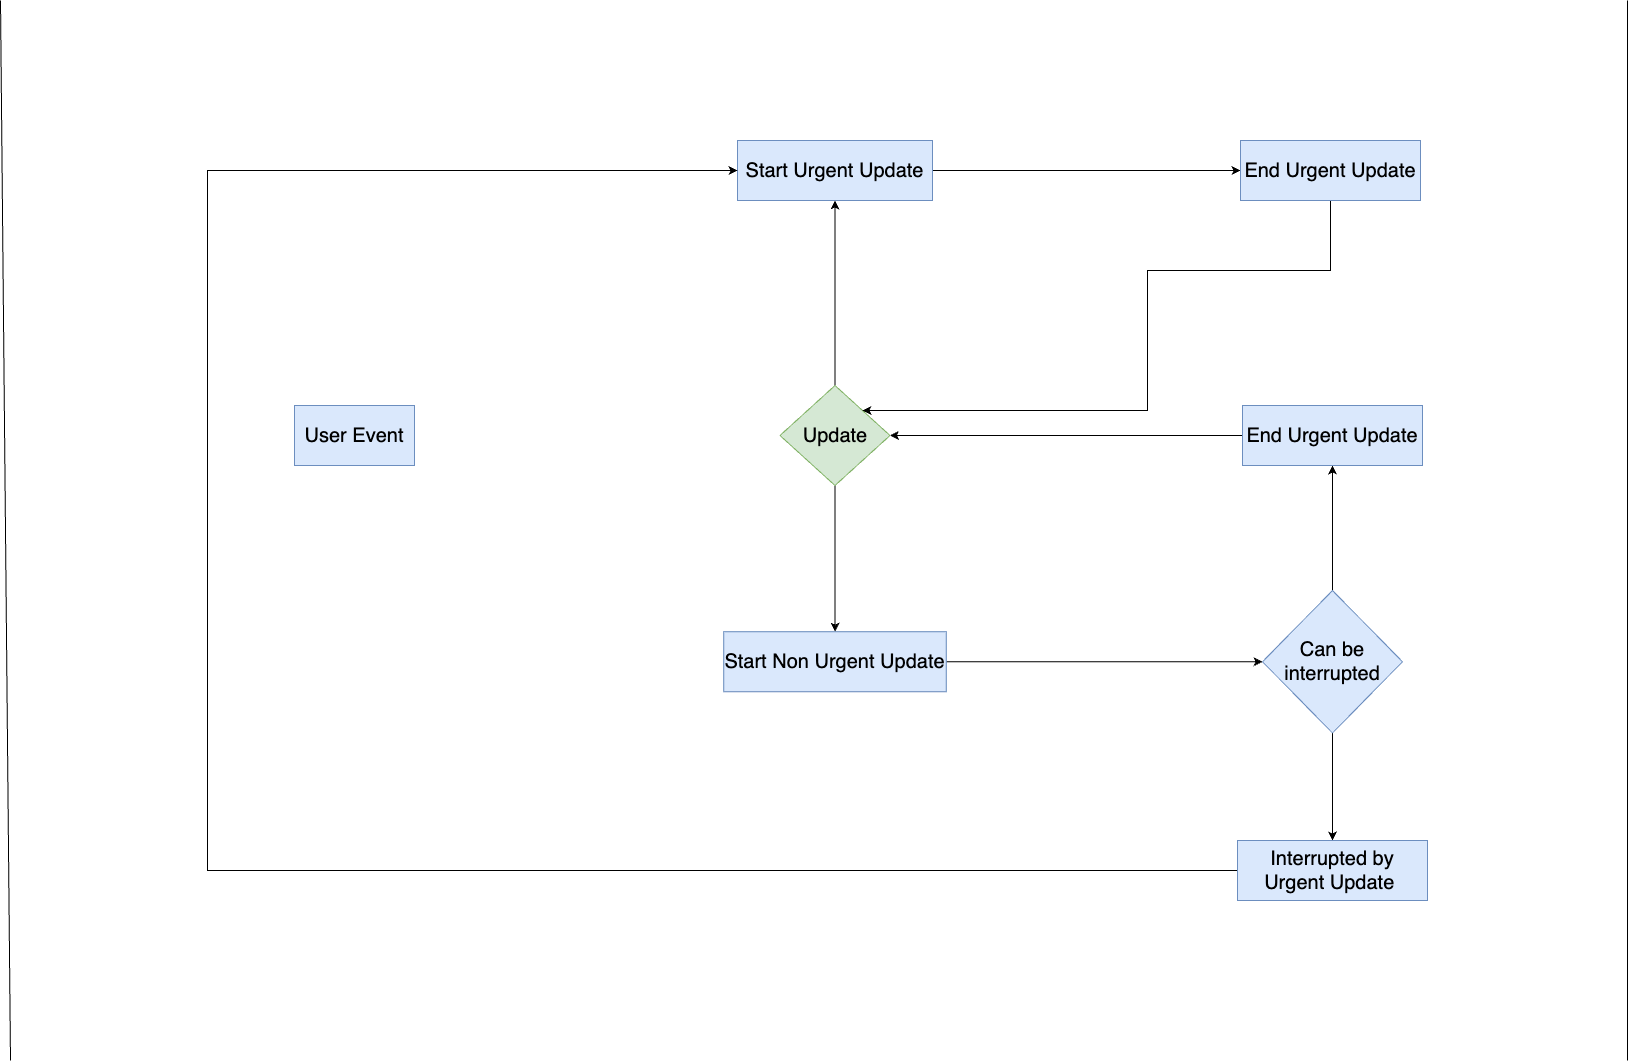 Start Urgent Update
End Urgent Update
User Event
Update
End Urgent Update
Start Non Urgent Update
Can be
interrupted
Interrupted by
Urgent Update